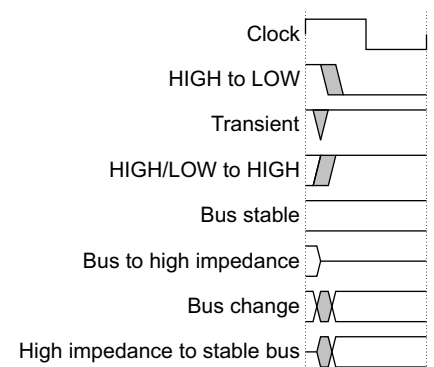 Clock
HIGH to LOW
Transient
HIGH/LOW to HIGH
Bus stable
Bus to high impedance
Bus change
High impedance to stable bus